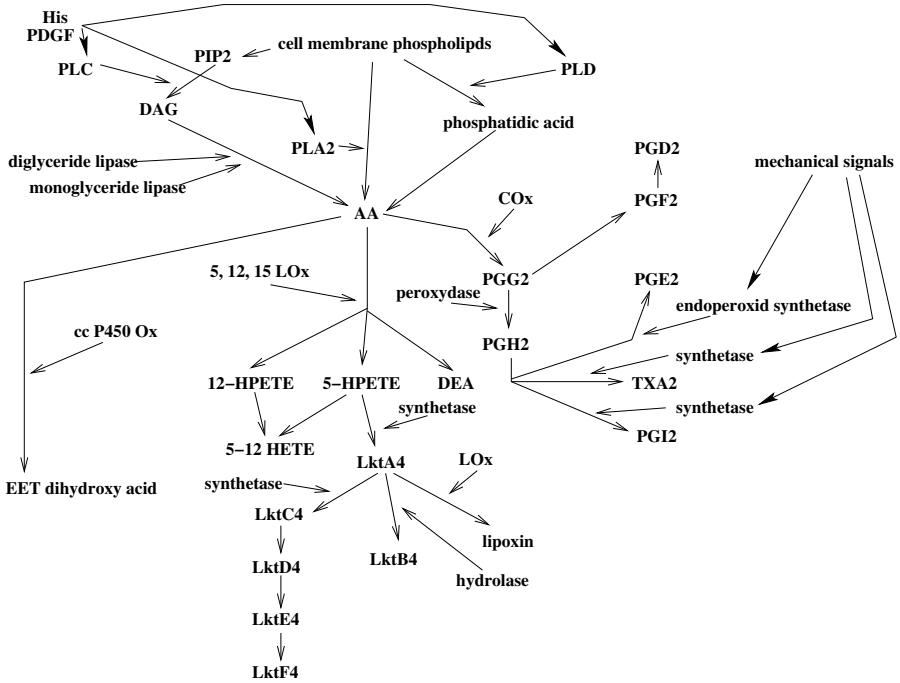 His
PDGF
cell membrane phospholipds
PIP2
PLC
PLD
DAG
phosphatidic acid
PLA2
PGD2
diglyceride lipase
mechanical signals
monoglyceride lipase
COx
PGF2
AA
5, 12, 15 LOx
PGG2
PGE2
peroxydase
endoperoxid synthetase
cc P450 Ox
PGH2
synthetase
12-HPETE
5-HPETE
DEA
TXA2
synthetase
synthetase
PGI2
5-12 HETE
LktA4
LOx
synthetase
EET dihydroxy acid
LktC4
lipoxin
LktB4
LktD4
hydrolase
LktE4
LktF4